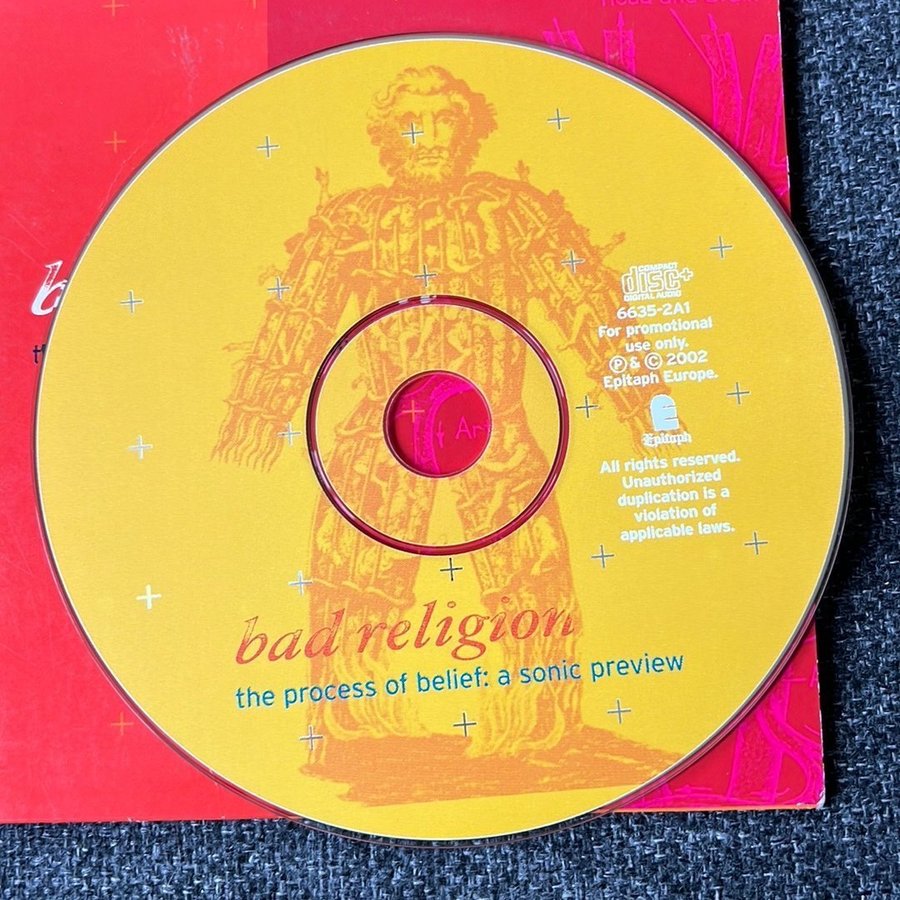 COMPACT
disc+
DIGITAL AUDIO
6635-2A1
For promotional
use only.
Ⓟ & © 2002
Epitaph Europe.
E
Epitaph
All rights reserved.
Unauthorized
duplication is a
violation of
applicable laws.
bad religion
the process of belief: a sonic preview